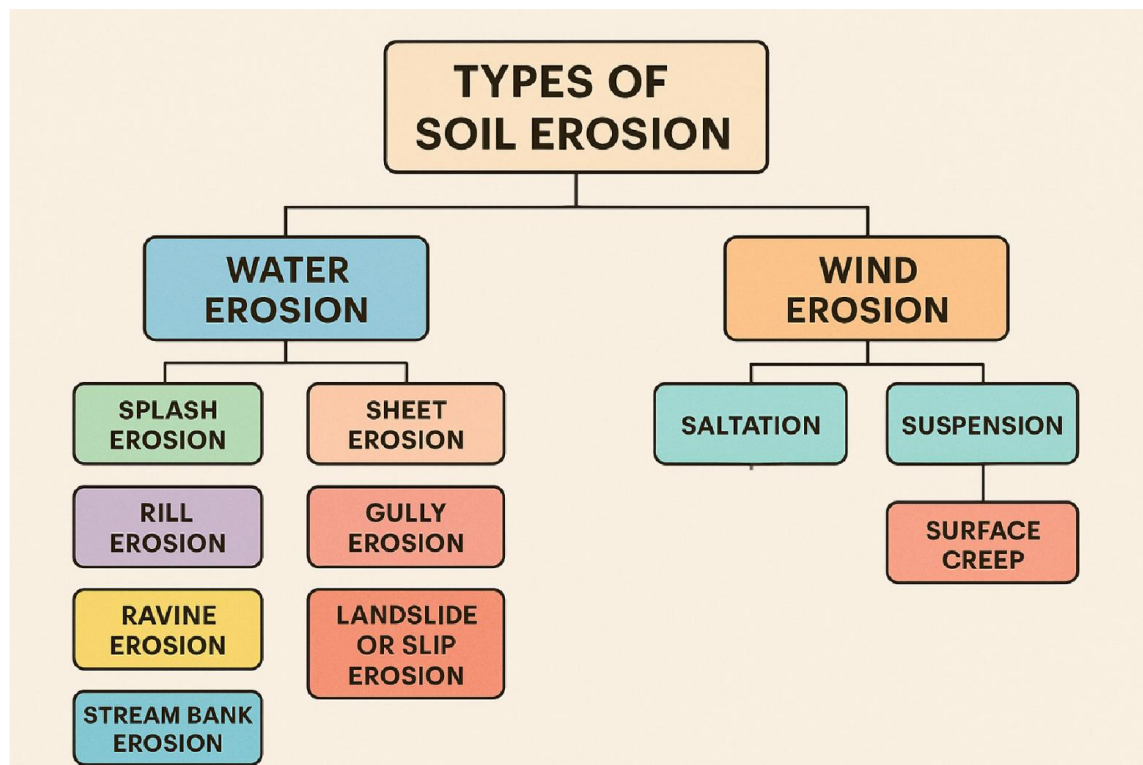 TYPES OF
SOIL EROSION
WATER
EROSION
WIND
EROSION
SPLASH
EROSION
SHEET
EROSION
SALTATION
SUSPENSION
RILL
EROSION
GULLY
EROSION
SURFACE
CREEP
RAVINE
EROSION
LANDSLIDE
OR SLIP
EROSION
STREAM BANK
EROSION